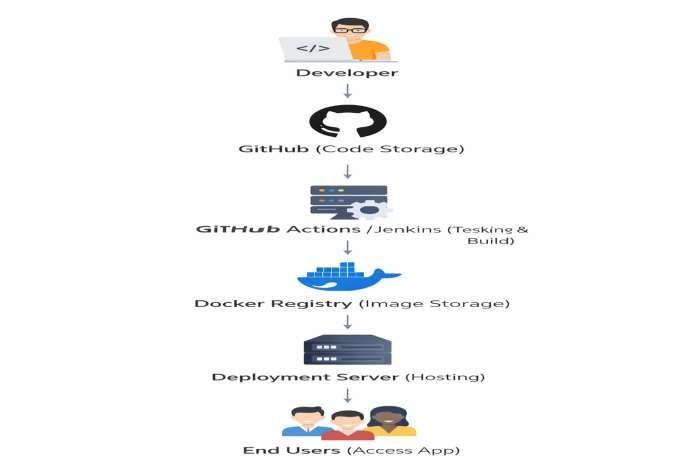 </>
Developer
GitHub (Code Storage)
GiTHub Actions /Jenkins (Tesking &
Build)
Docker Registry (Image Storage)
Deployment Server (Hosting)
End Users (Access App)